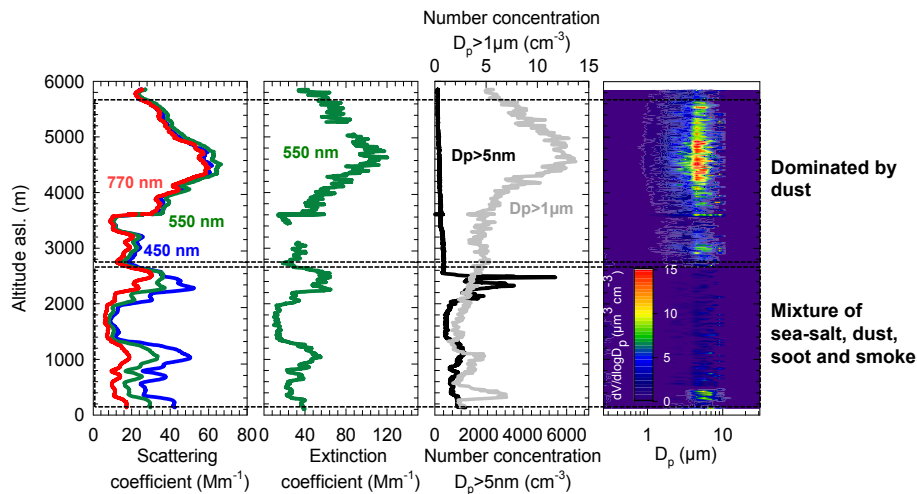 Number concentration
Dp>1µm (cm-3)
0 5 10 15
6000
5000
4000
3000
2000
1000
0
Altitude asl. (m)
770 nm
550 nm
450 nm
0 20 40 60 80
Scattering
coefficient (Mm-1)
550 nm
0 40 80 120
Extinction
coefficient (Mm-1)
Dp>5nm
Dp>1µm
0 2000 4000 6000
Number concentration
Dp>5nm (cm-3)
15
10
5
0
dV/dlogDp (µm3 cm-3)
1 10
Dp (µm)
Dominated by
dust
Mixture of
sea-salt, dust,
soot and smoke